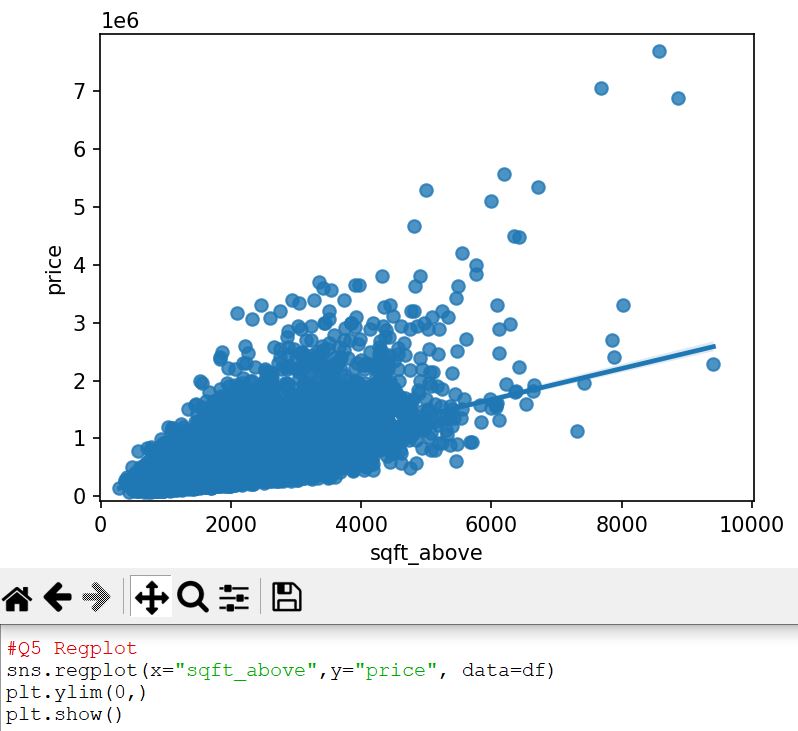 1e6
7
6
5
4
3
2
1
0
price
0 2000 4000 6000 8000 10000
sqft_above
#Q5 Regplot
sns.regplot(x="sqft_above",y="price", data=df)
plt.ylim(0,)
plt.show()